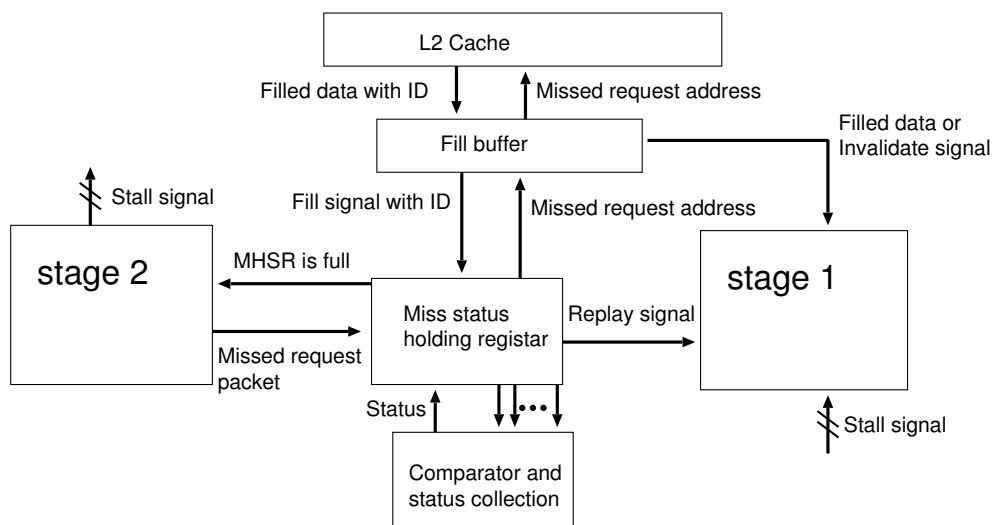 L2 Cache
Filled data with ID
Missed request address
Fill buffer
Filled data or
Invalidate signal
Stall signal
Fill signal with ID
Missed request address
stage 2
MHSR is full
stage 1
Miss status
holding registar
Replay signal
Missed request
packet
Status
Stall signal
Comparator and
status collection